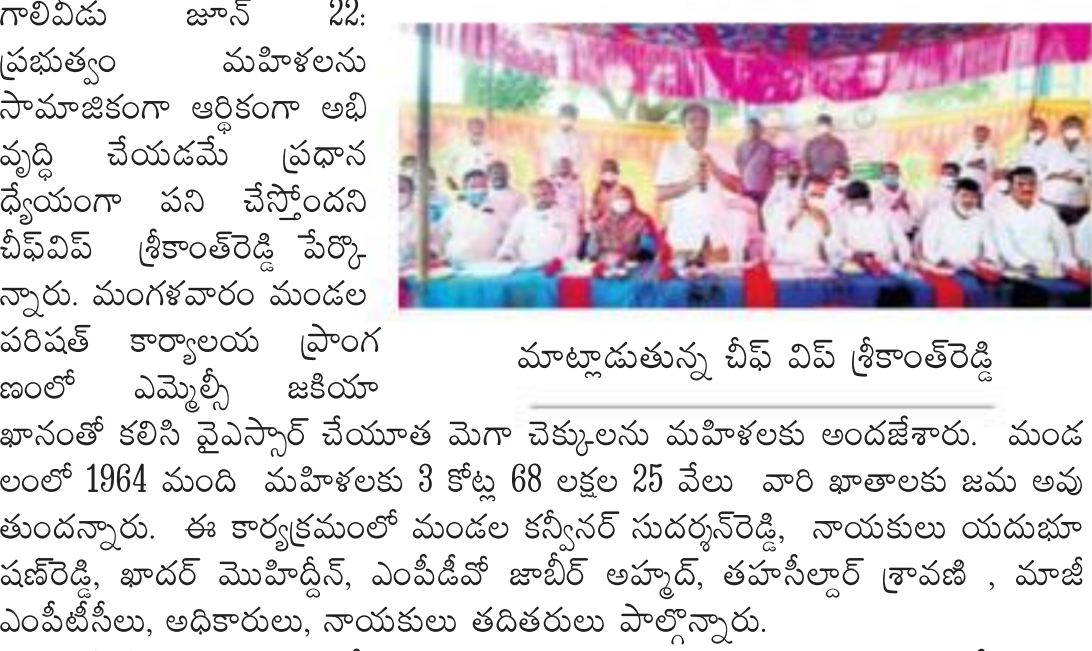 గాలివీడు జూన్ 22:
ప్రభుత్వం మహిళలను
సామాజికంగా ఆర్థికంగా అభి
వృద్ధి చేయడమే ప్రధాన
ధ్యేయంగా పని చేస్తోందని
చీఫ్‌విప్ శ్రీకాంత్‌రెడ్డి పేర్కొ
న్నారు. మంగళవారం మండల
పరిషత్ కార్యాలయ ప్రాంగ
ణంలో ఎమ్మెల్సీ జకియా
మాట్లాడుతున్న చీఫ్ విప్ శ్రీకాంత్‌రెడ్డి
ఖానంతో కలిసి వైఎస్సార్ చేయూత మెగా చెక్కులను మహిళలకు అందజేశారు. మండ
లంలో 1964 మంది మహిళలకు 3 కోట్ల 68 లక్షల 25 వేలు వారి ఖాతాలకు జమ అవు
తుందన్నారు. ఈ కార్యక్రమంలో మండల కన్వీనర్ సుదర్శన్‌రెడ్డి, నాయకులు యదుభూ
షణ్‌రెడ్డి, ఖాదర్ మొహిద్దీన్, ఎంపీడీవో జాబీర్ అహ్మద్, తహసీల్దార్ శ్రావణి , మాజీ
ఎంపీటీసీలు, అధికారులు, నాయకులు తదితరులు పాల్గొన్నారు.